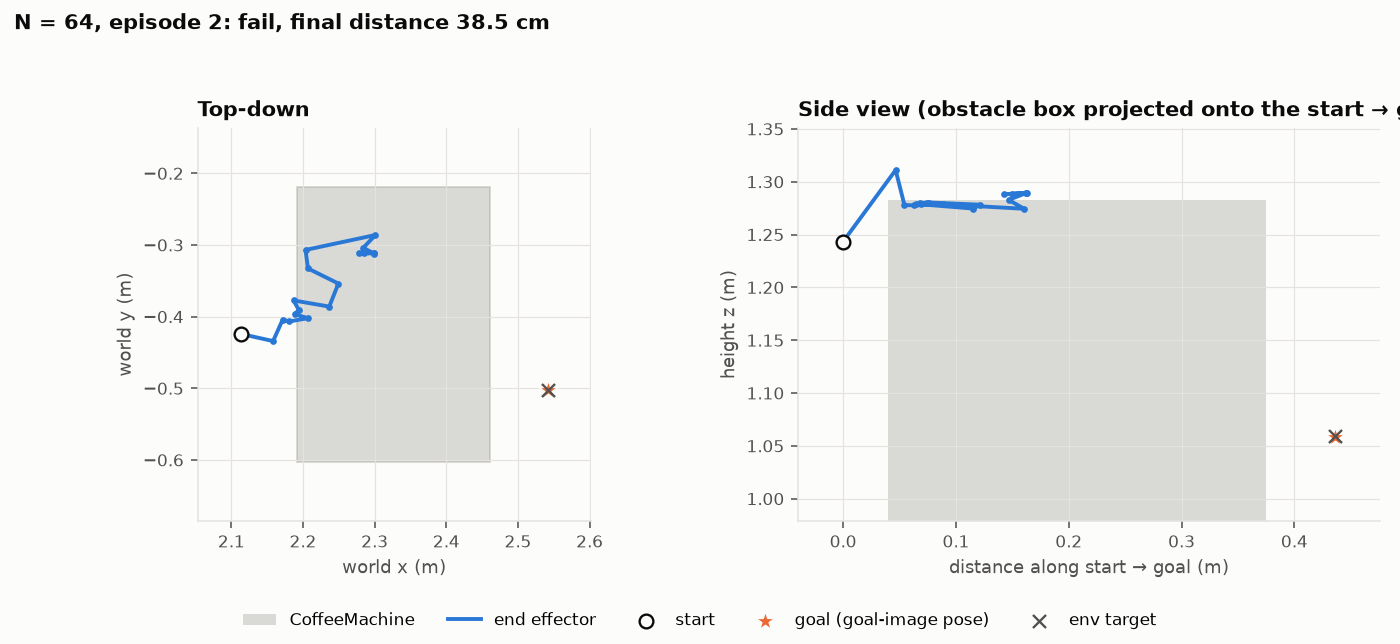 N = 64, episode 2: fail, final distance 38.5 cm
Top-down
−0.2
−0.3
−0.4
−0.5
−0.6
world y (m)
2.1 2.2 2.3 2.4 2.5 2.6
world x (m)
Side view (obstacle box projected onto the start →
1.35
1.30
1.25
1.20
1.15
1.10
1.05
1.00
height z (m)
0.0 0.1 0.2 0.3 0.4
distance along start → goal (m)
CoffeeMachine end effector start goal (goal-image pose) env target